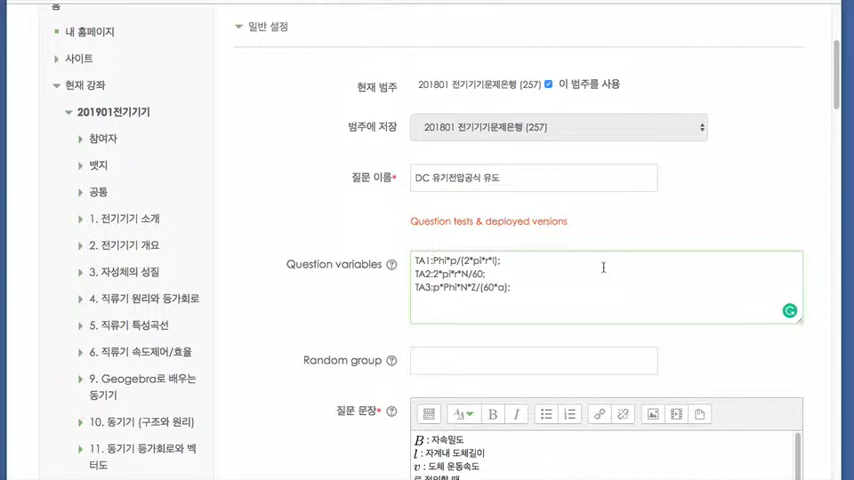 홈
내 홈페이지
사이트
현재 강좌
201901전기기기
참여자
뱃지
공통
1. 전기기기 소개
2. 전기기기 개요
3. 자성체의 성질
4. 직류기 원리와 등가회로
5. 직류기 특성곡선
6. 직류기 속도제어/효율
9. Geogebra로 배우는
동기기
10. 동기기 (구조와 원리)
11. 동기기 등가회로와 벡
터도
일반 설정
현재 범주
201801 전기기기문제은행 (257)
이 범주를 사용
범주에 저장
201801 전기기기문제은행 (257)
질문 이름*
DC 유기전압공식 유도
Question tests & deployed versions
Question variables
TA1:Phi*p/(2*pi*r*l);
TA2:2*pi*r*N/60;
TA3:p*Phi*N*Z/(60*a);
Random group
질문 문장*
B : 자속밀도
l : 자계내 도체길이
v : 도체 운동속도
로 정의할 때